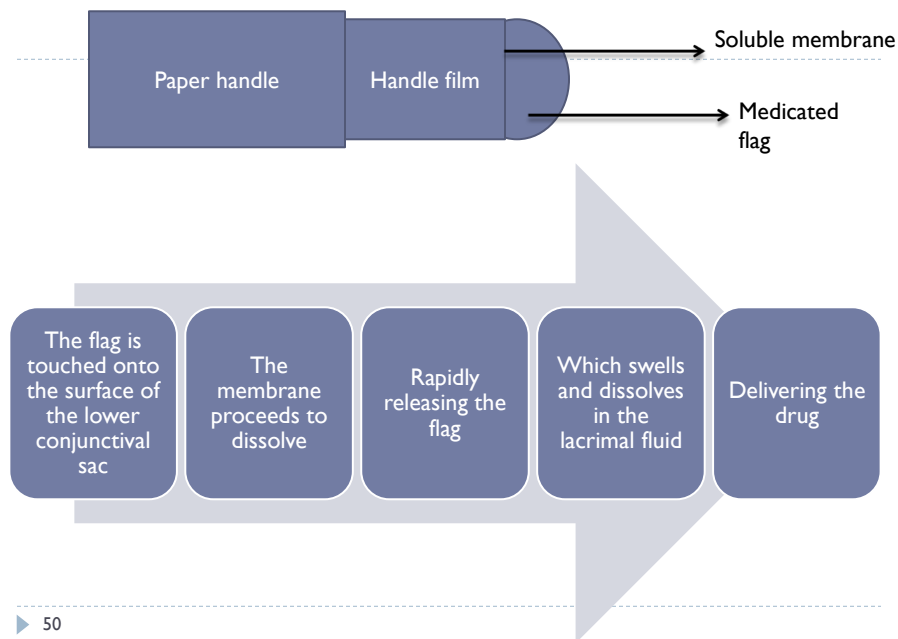 Paper handle
Handle film
Soluble membrane
Medicated
flag
The flag is
touched onto
the surface of
the lower
conjunctival
sac
The
membrane
proceeds to
dissolve
Rapidly
releasing the
flag
Which swells
and dissolves
in the
lacrimal fluid
Delivering the
drug
50